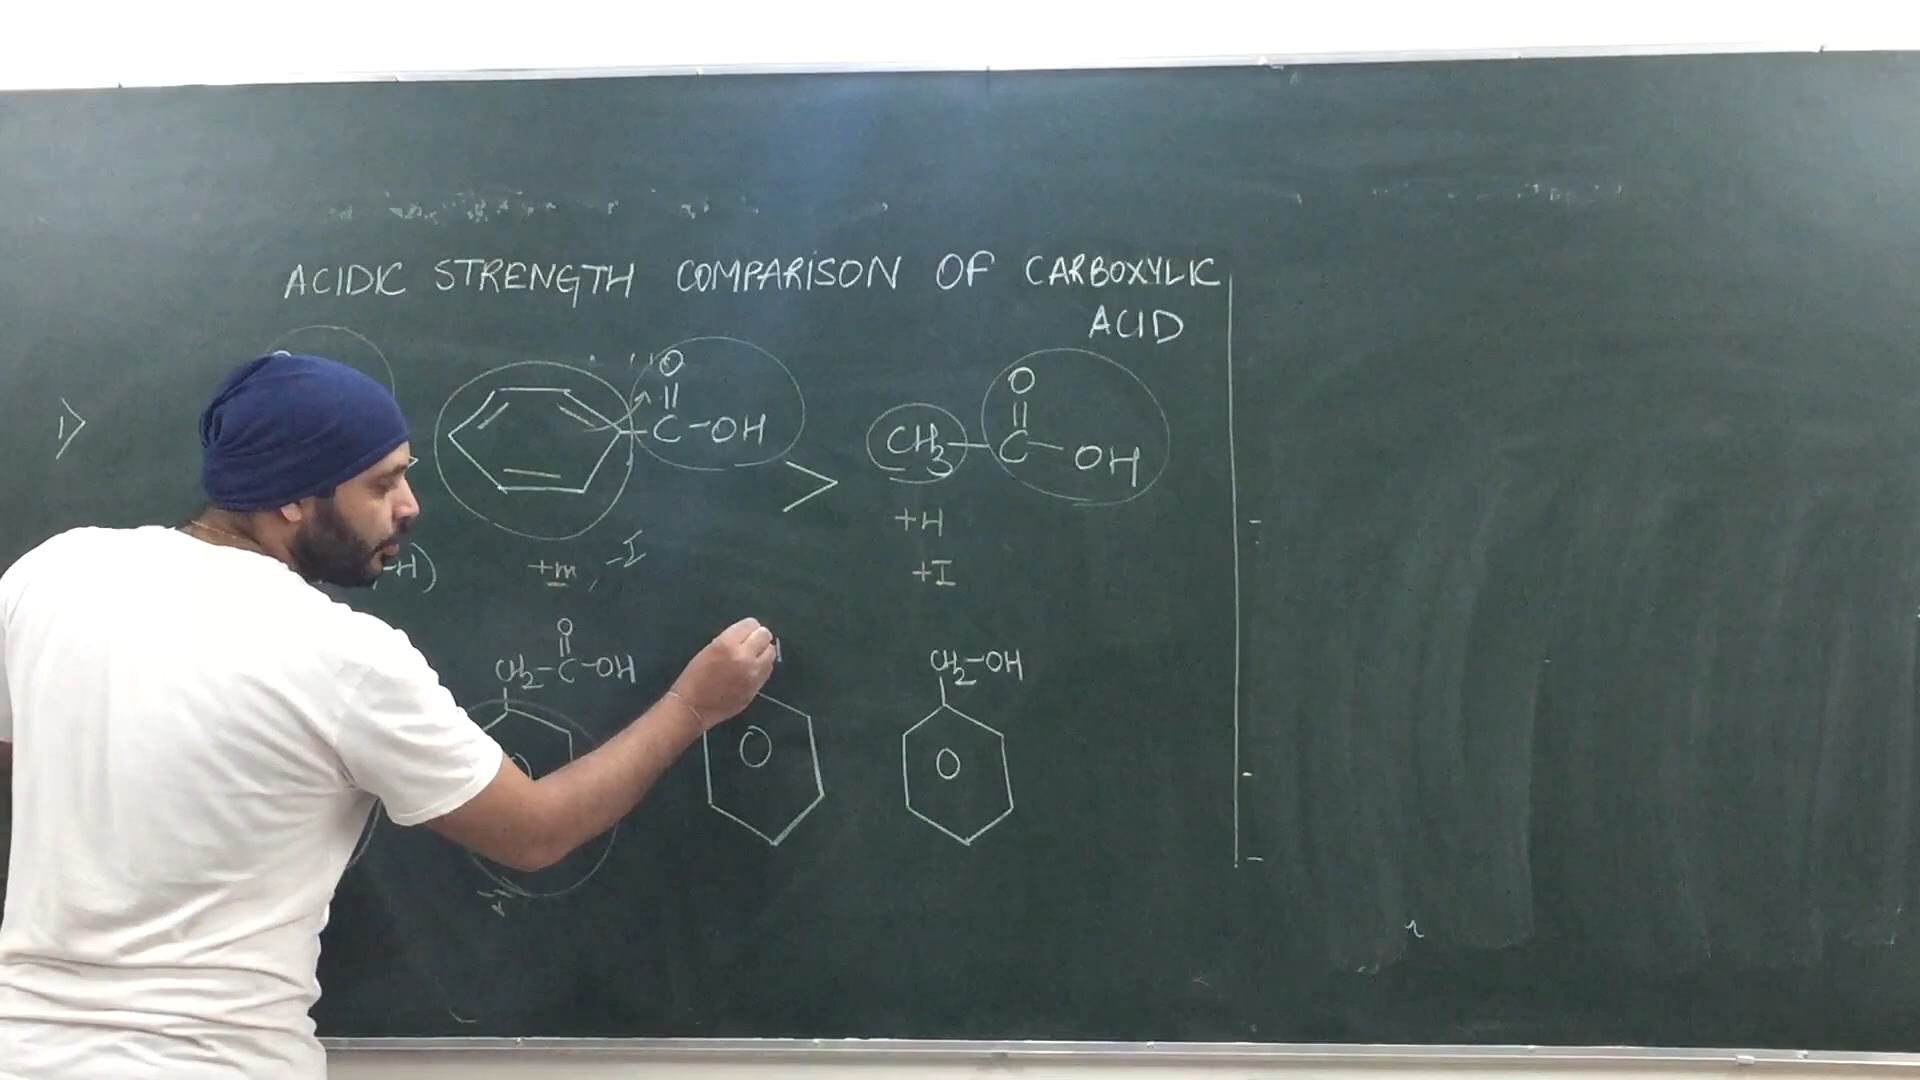 ACIDIC STRENGTH COMPARISON OF CARBOXYLIC
ACID
1)
O
C-OH
>
O
CH3-C-OH
-H)
+m, -I
+H
+I
O
CH2-C-OH
O
CH2-OH
O